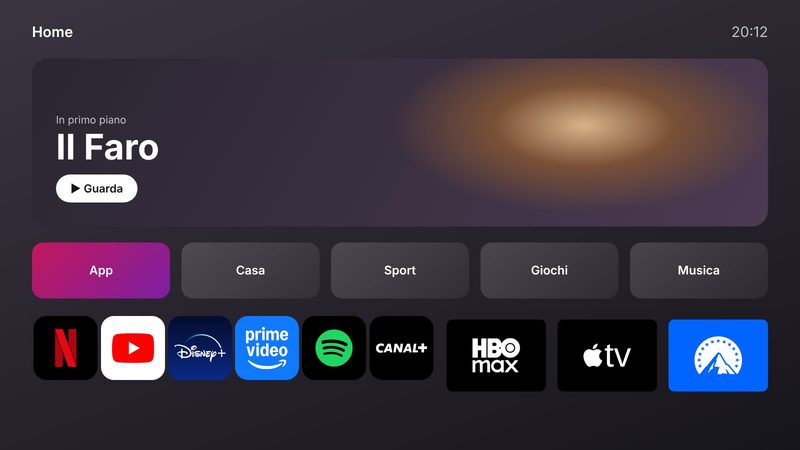 Home
20:12
In primo piano
Il Faro
▶ Guarda
App
Casa
Sport
Giochi
Musica
N
Disney+
prime
video
CANAL+
HBO
max
tv